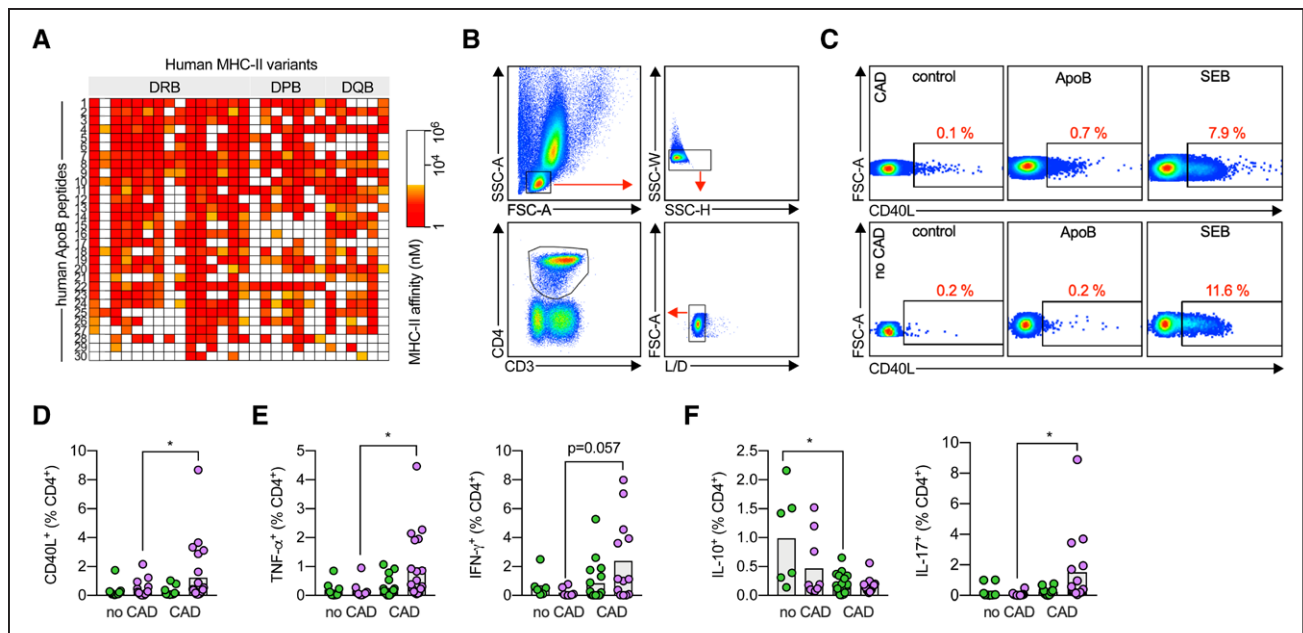 A
Human MHC-II variants
DRB DPB DQB
human ApoB peptides
1
2
3
4
5
6
7
8
9
10
11
12
13
14
15
16
17
18
19
20
21
22
23
24
25
26
27
28
29
30
10^6
10^4
1
MHC-II affinity (nM)
B
SSC-A
FSC-A
SSC-W
SSC-H
CD4
CD3
FSC-A
L/D
C
CAD
control ApoB SEB
0.1 % 0.7 % 7.9 %
FSC-A
CD40L
no CAD
control ApoB SEB
0.2 % 0.2 % 11.6 %
FSC-A
CD40L
D
CD40L+ (% CD4+)
10
8
6
4
2
0
*
no CAD CAD
E
TNF-α+ (% CD4+)
5
4
3
2
1
0
*
no CAD CAD
IFN-γ+ (% CD4+)
10
8
6
4
2
0
p=0.057
no CAD CAD
F
IL-10+ (% CD4+)
2.5
2.0
1.5
1.0
0.5
0.0
*
no CAD CAD
IL-17+ (% CD4+)
10
8
6
4
2
0
*
no CAD CAD